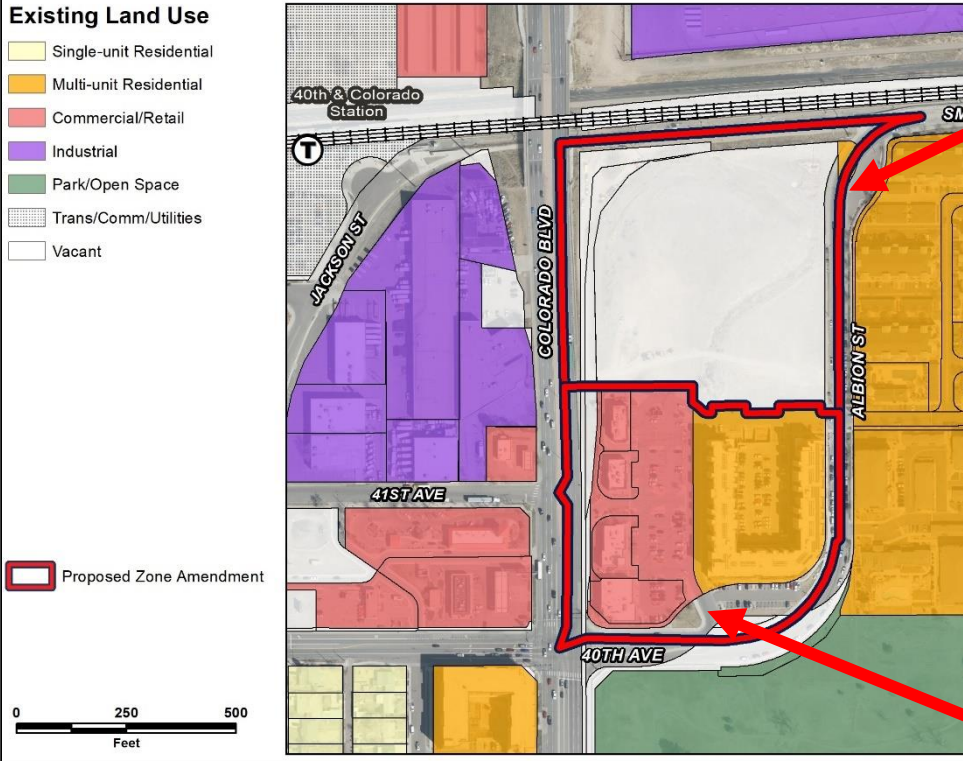 Existing Land Use
Single-unit Residential
Multi-unit Residential
Commercial/Retail
Industrial
Park/Open Space
Trans/Comm/Utilities
Vacant
Proposed Zone Amendment
0 250 500
Feet
40th & Colorado
Station
T
SM
JACKSON ST
COLORADO BLVD
ALBION ST
41ST AVE
40TH AVE